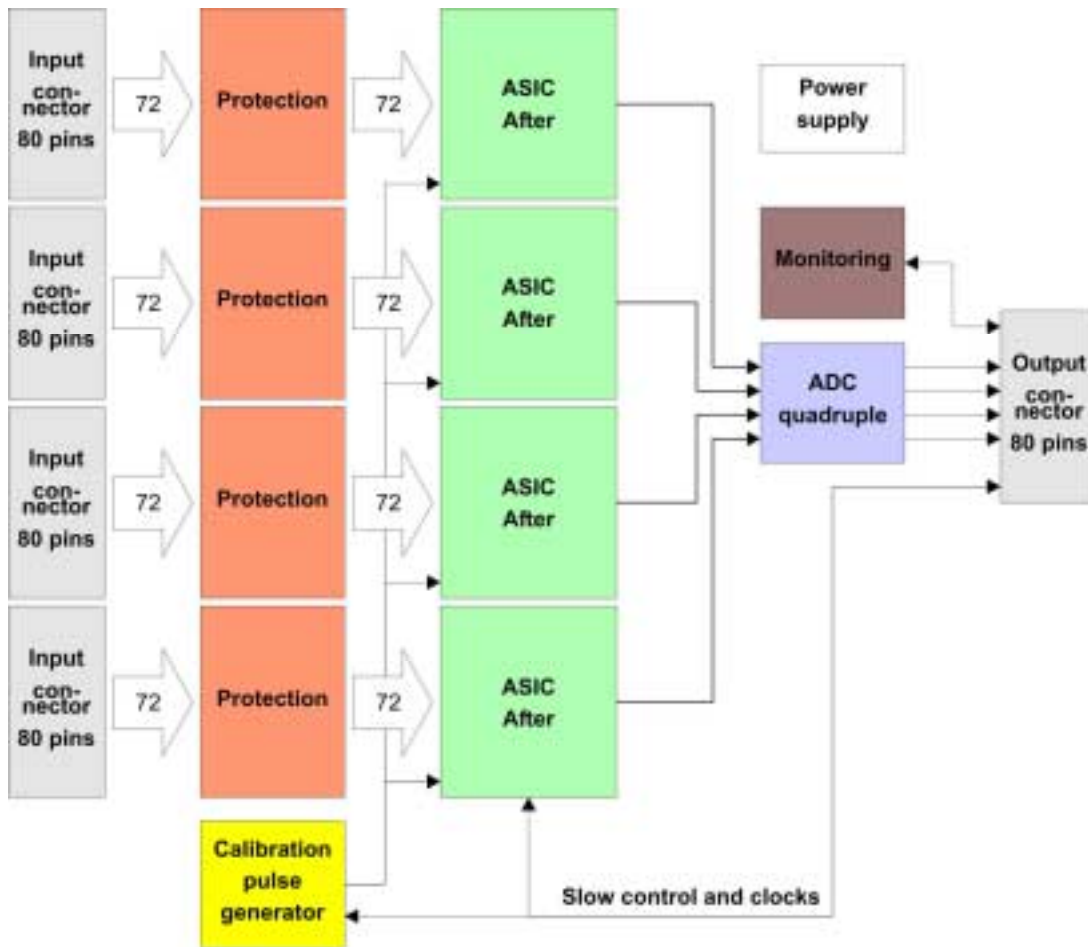 Input
con-
nector
80 pins
72
Protection
72
ASIC
After
Power
supply
Input
con-
nector
80 pins
72
Protection
72
ASIC
After
Monitoring
Input
con-
nector
80 pins
72
Protection
72
ASIC
After
ADC
quadruple
Output
con-
nector
80 pins
Input
con-
nector
80 pins
72
Protection
72
ASIC
After
Calibration
pulse
generator
Slow control and clocks